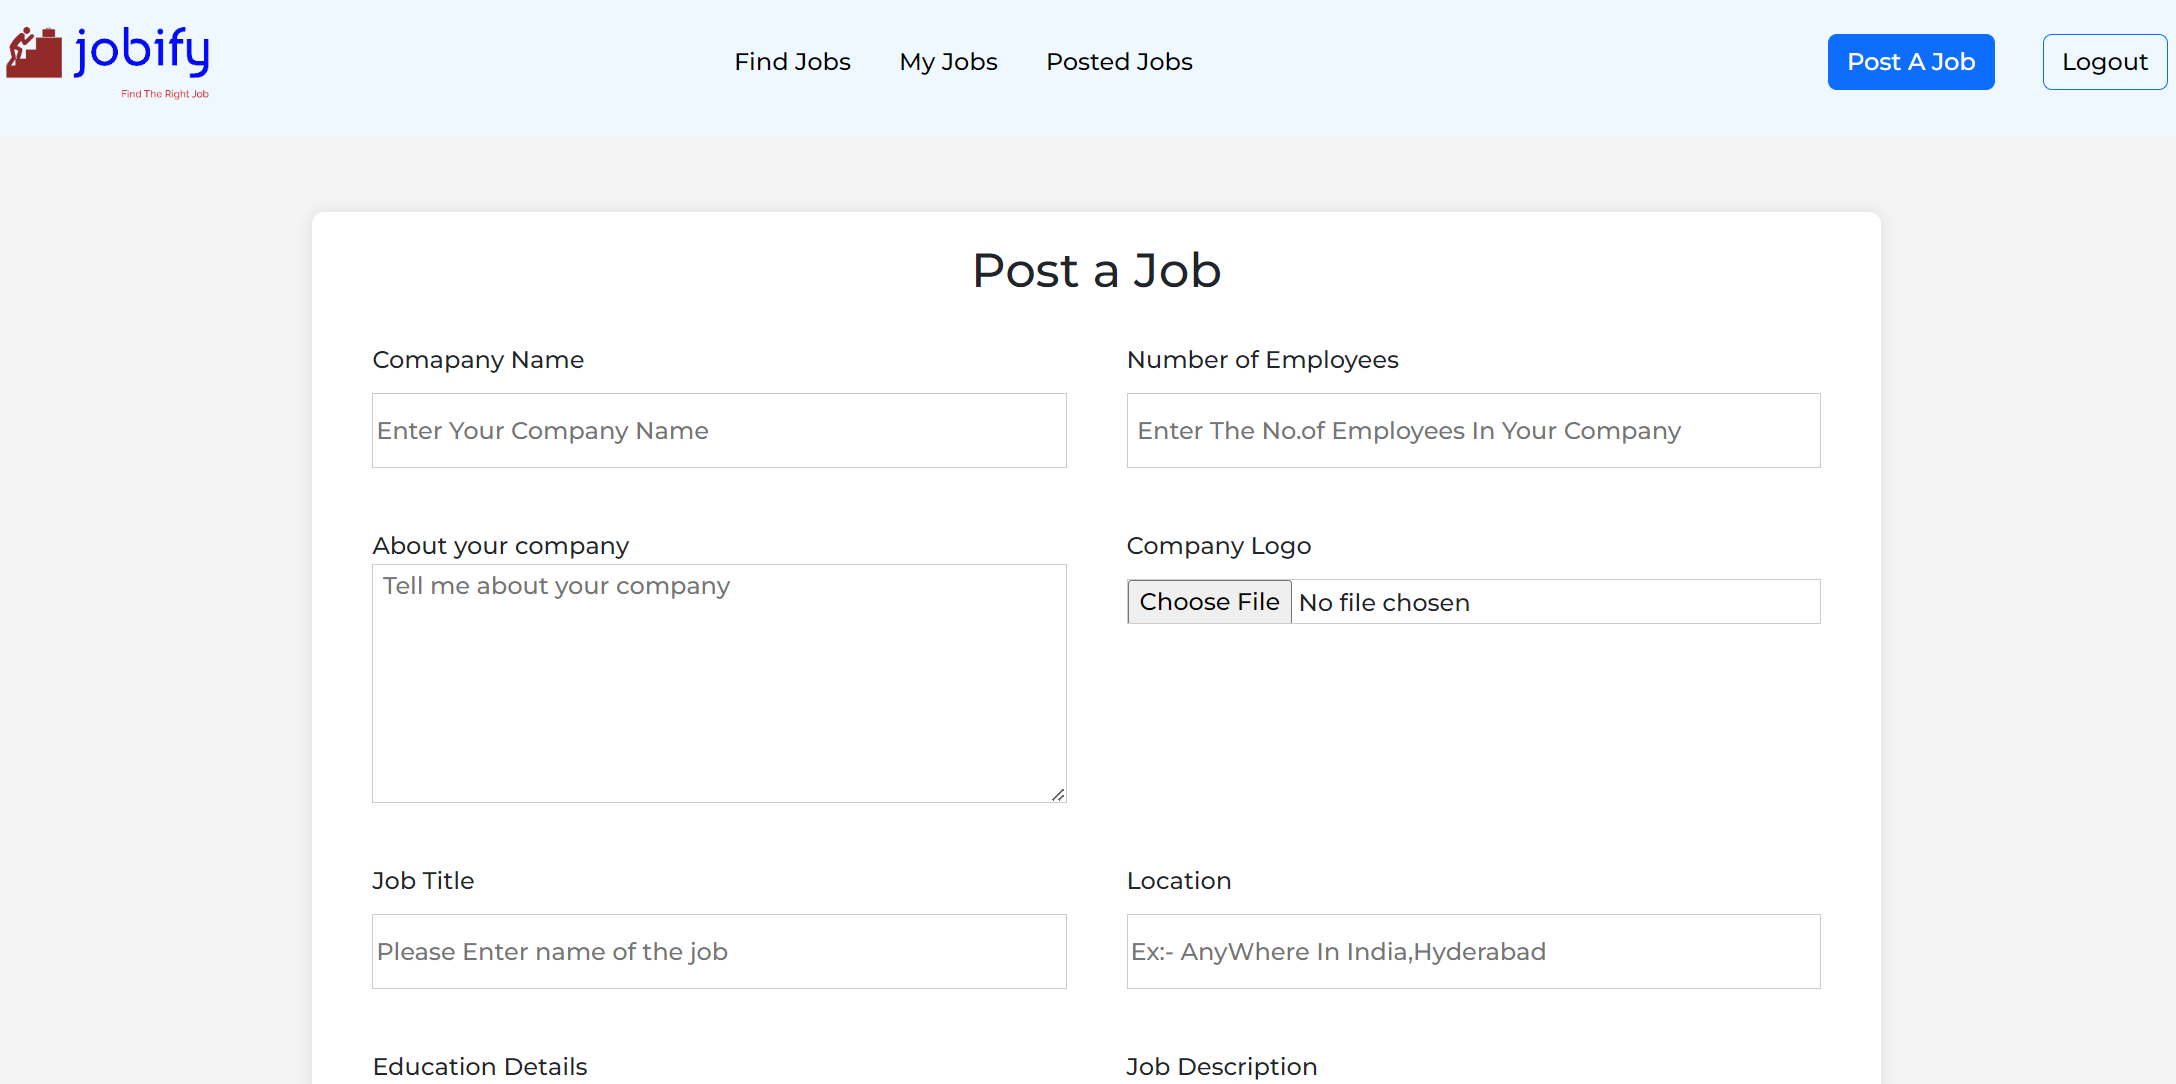 jobify
Find The Right Job
Find Jobs My Jobs Posted Jobs
Post A Job Logout
Post a Job
Comapany Name Number of Employees
Enter Your Company Name Enter The No.of Employees In Your Company
About your company Company Logo
Tell me about your company Choose File No file chosen
Job Title Location
Please Enter name of the job Ex:- AnyWhere In India,Hyderabad
Education Details Job Description